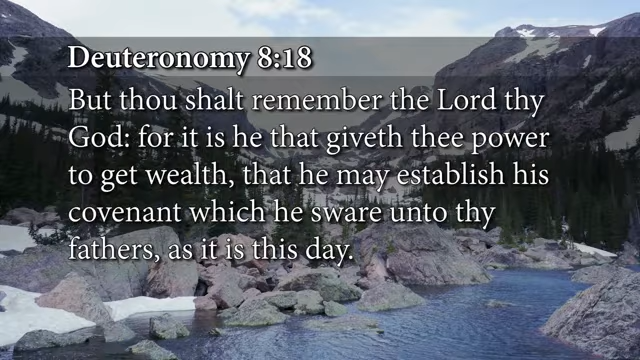 Deuteronomy 8:18
But thou shalt remember the Lord thy
God: for it is he that giveth thee power
to get wealth, that he may establish his
covenant which he sware unto thy
fathers, as it is this day.